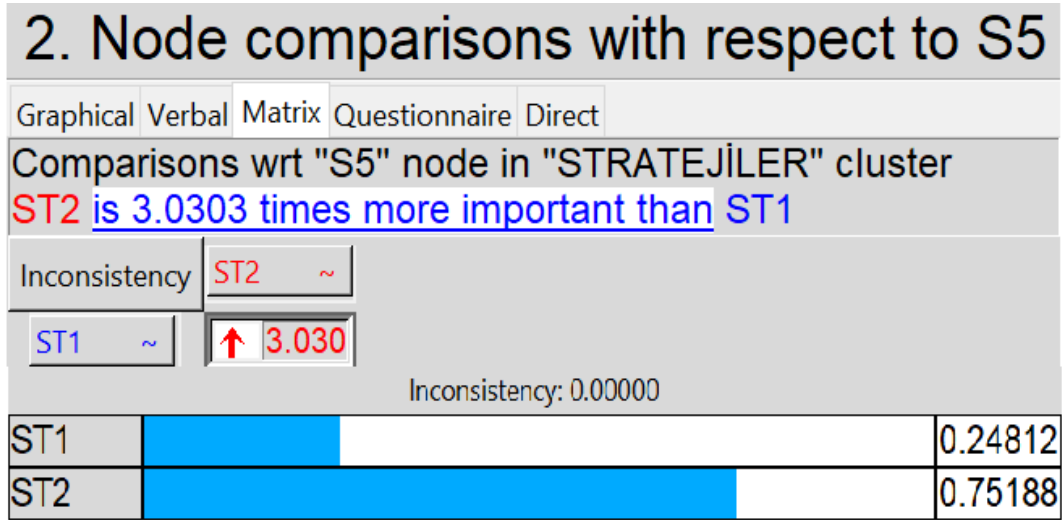 2. Node comparisons with respect to S5
Graphical Verbal Matrix Questionnaire Direct
Comparisons wrt "S5" node in "STRATEJİLER" cluster
ST2 is 3.0303 times more important than ST1
Inconsistency ST2 ~
ST1 ~ 3.030
Inconsistency: 0.00000
ST1 0.24812
ST2 0.75188